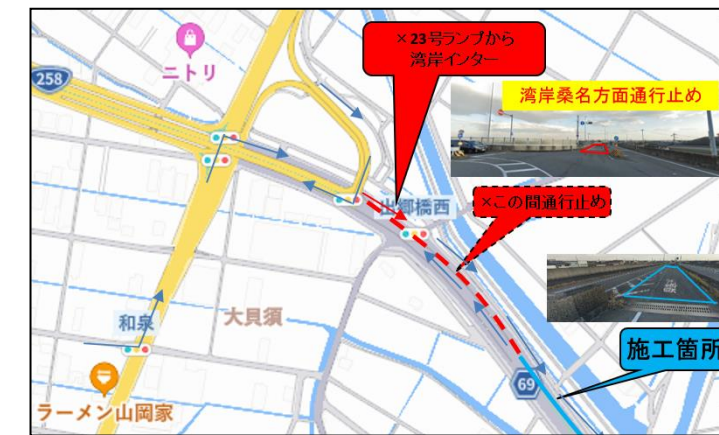 ×23号ランプから
湾岸インター
258
ニトリ
湾岸桑名方面通行止め
出郷橋西
×この間通行止め
和泉
大貝須
施工箇所
69
ラーメン山岡家